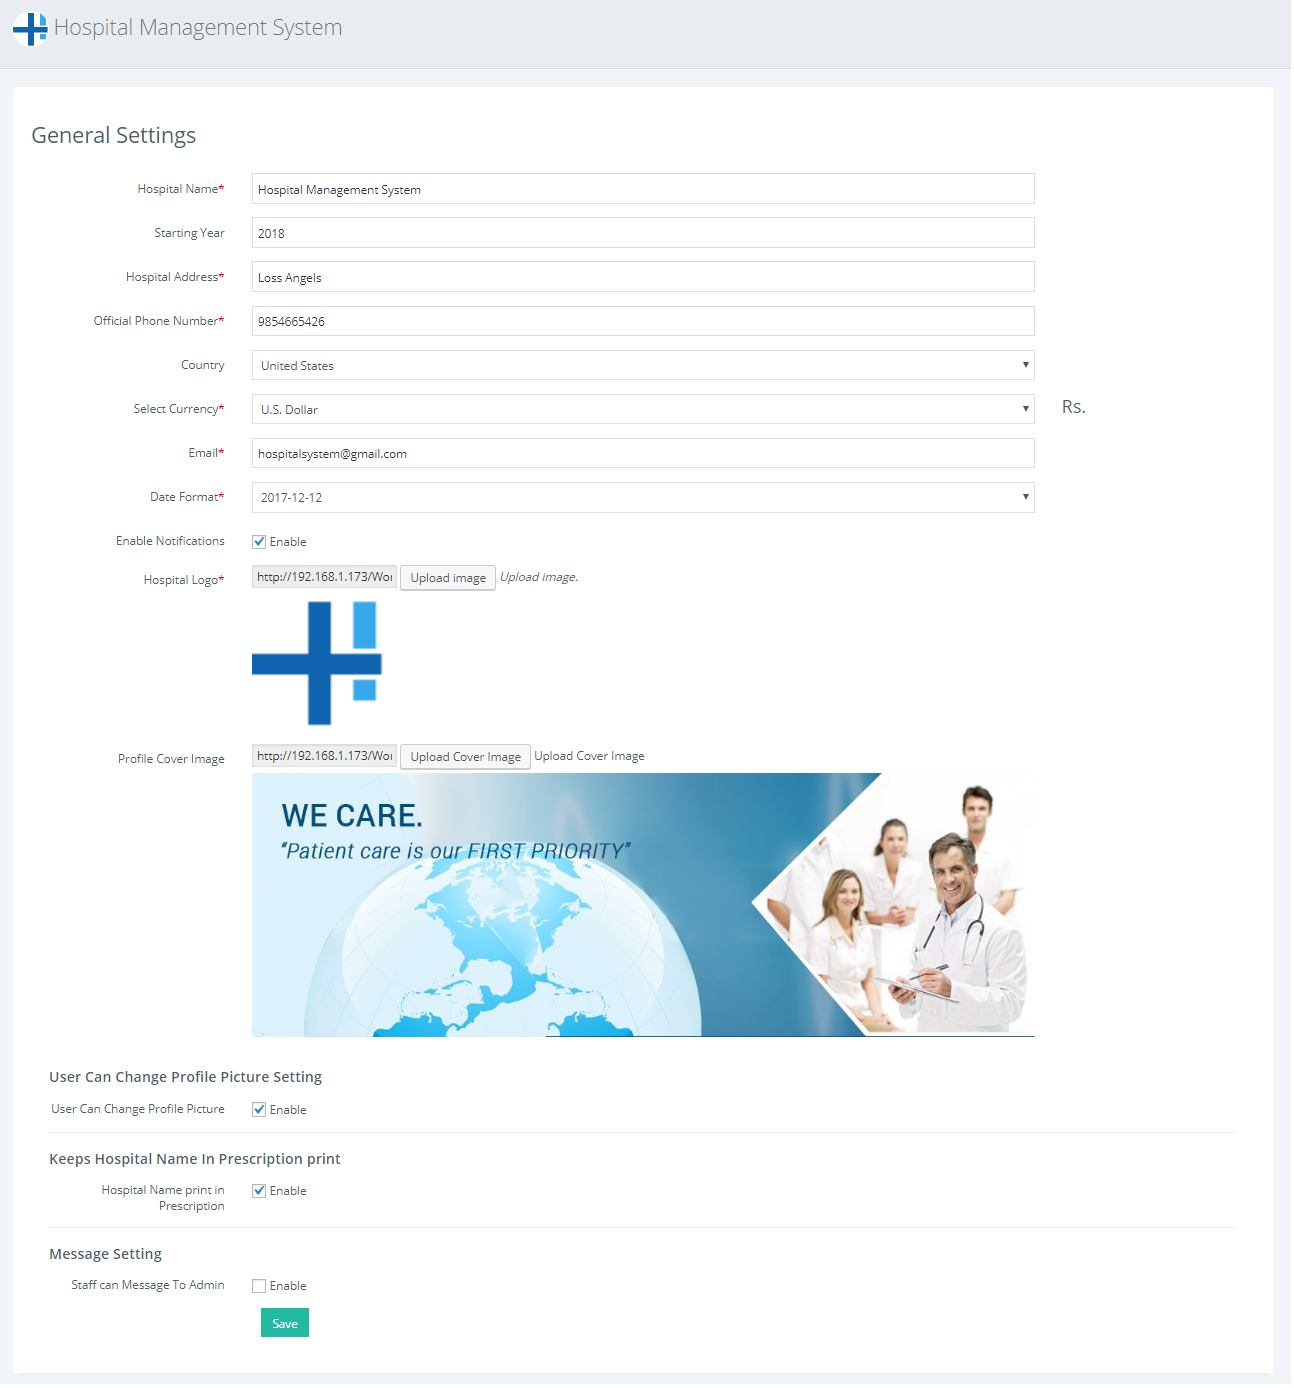 Hospital Management System
General Settings
Hospital Name* Hospital Management System
Starting Year 2018
Hospital Address* Loss Angels
Official Phone Number* 9854665426
Country United States
Select Currency* U.S. Dollar Rs.
Email* hospitalsystem@gmail.com
Date Format* 2017-12-12
Enable Notifications Enable
Hospital Logo* http://192.168.1.173/Wor Upload image Upload image.
Profile Cover Image http://192.168.1.173/Wor Upload Cover Image Upload Cover Image
WE CARE.
"Patient care is our FIRST PRIORITY"
User Can Change Profile Picture Setting
User Can Change Profile Picture Enable
Keeps Hospital Name In Prescription print
Hospital Name print in Enable
Prescription
Message Setting
Staff can Message To Admin Enable
Save